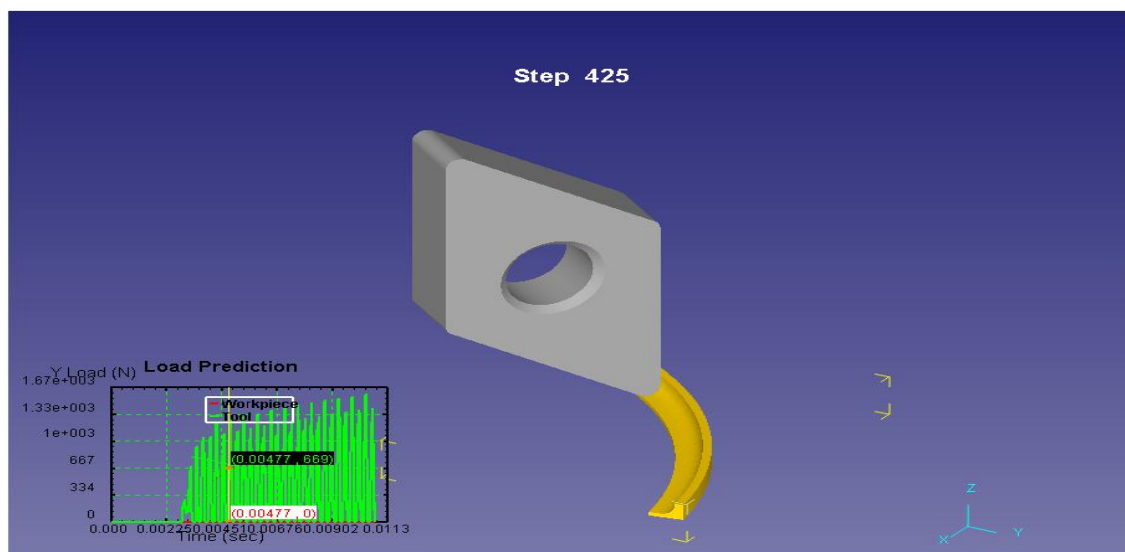 Step 425
Load Prediction
Y Load (N)
1.67e+003
1.33e+003
1e+003
667
334
0
Workpiece
Tool
(0.00477 , 669)
(0.00477 , 0)
0.000 0.00225 0.00451 0.00676 0.00902 0.0113
Time (sec)
Z
X Y